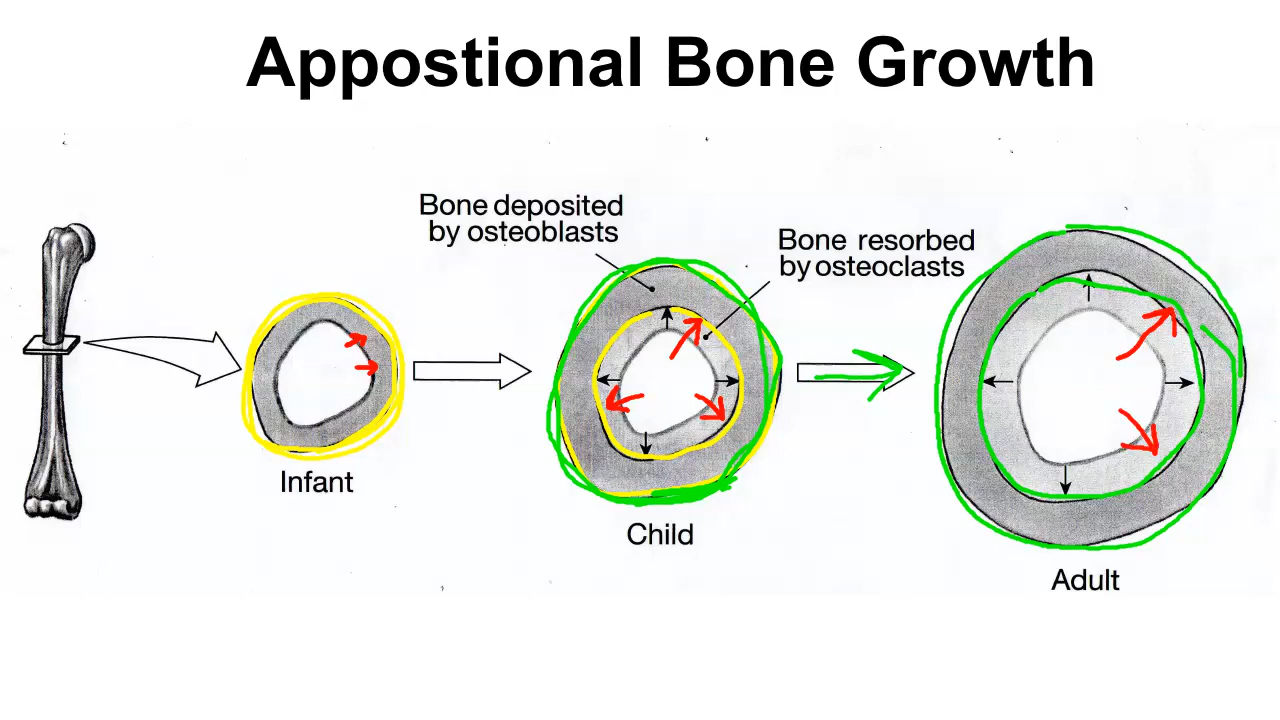 Appostional Bone Growth
Bone deposited
by osteoblasts
Bone resorbed
by osteoclasts
Infant
Child
Adult